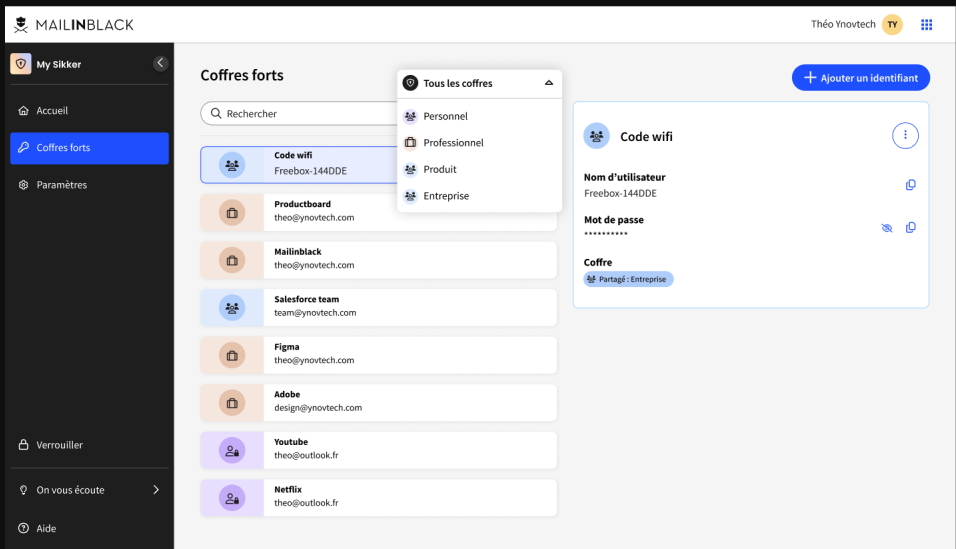 MAILINBLACK
Théo Ynovtech
TY
My Sikker
Accueil
Coffres forts
Paramètres
Verrouiller
On vous écoute
Aide
Coffres forts
Rechercher
Tous les coffres
Personnel
Professionnel
Produit
Entreprise
Ajouter un identifiant
Code wifi
Freebox-144DDE
Productboard
theo@ynovtech.com
Mailinblack
theo@ynovtech.com
Salesforce team
team@ynovtech.com
Figma
theo@ynovtech.com
Adobe
design@ynovtech.com
Youtube
theo@outlook.fr
Netflix
theo@outlook.fr
Code wifi
Nom d'utilisateur
Freebox-144DDE
Mot de passe
**********
Coffre
Partagé : Entreprise